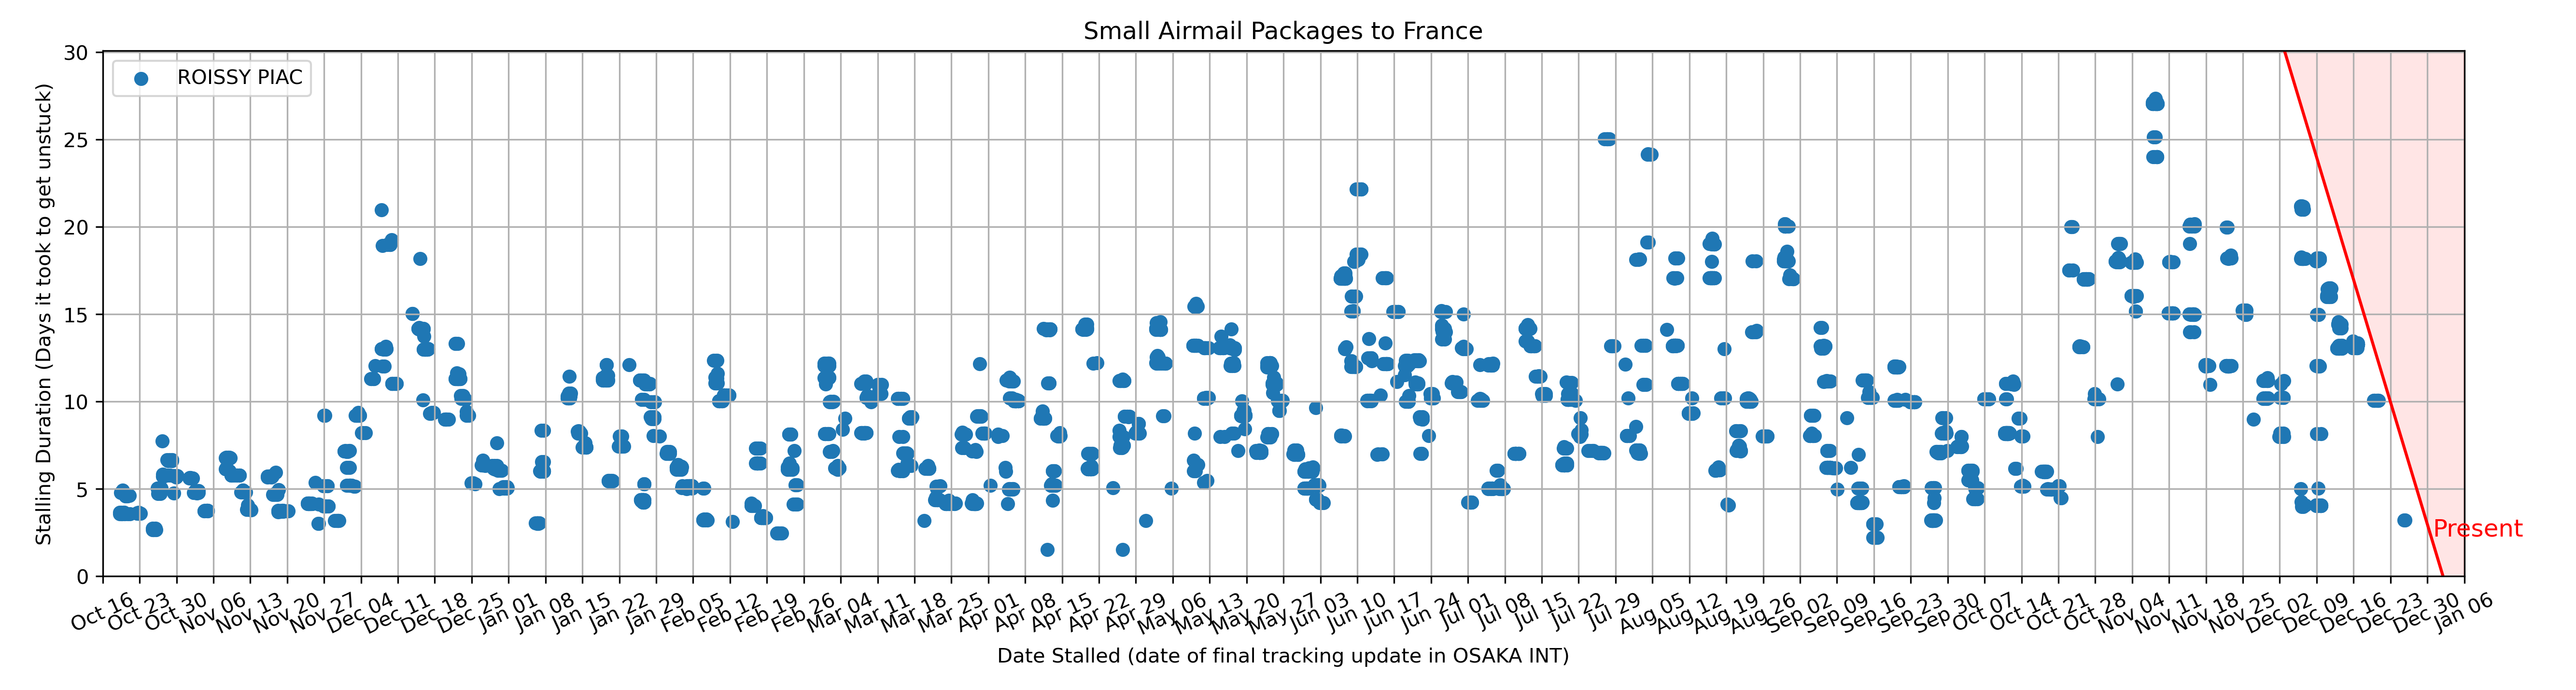 Small Airmail Packages to France
ROISSY PIAC
Stalling Duration (Days it took to get unstuck)
30
25
20
15
10
5
0
Present
Oct 16 Oct 23 Oct 30 Nov 06 Nov 13 Nov 20 Nov 27 Dec 04 Dec 11 Dec 18 Dec 25 Jan 01 Jan 08 Jan 15 Jan 22 Jan 29 Feb 05 Feb 12 Feb 19 Feb 26 Mar 04 Mar 11 Mar 18 Mar 25 Apr 01 Apr 08 Apr 15 Apr 22 Apr 29 May 06 May 13 May 20 May 27 Jun 03 Jun 10 Jun 17 Jun 24 Jul 01 Jul 08 Jul 15 Jul 22 Jul 29 Aug 05 Aug 12 Aug 19 Aug 26 Sep 02 Sep 09 Sep 16 Sep 23 Sep 30 Oct 07 Oct 14 Oct 21 Oct 28 Nov 04 Nov 11 Nov 18 Nov 25 Dec 02 Dec 09 Dec 16 Dec 23 Dec 30 Jan 06
Date Stalled (date of final tracking update in OSAKA INT)